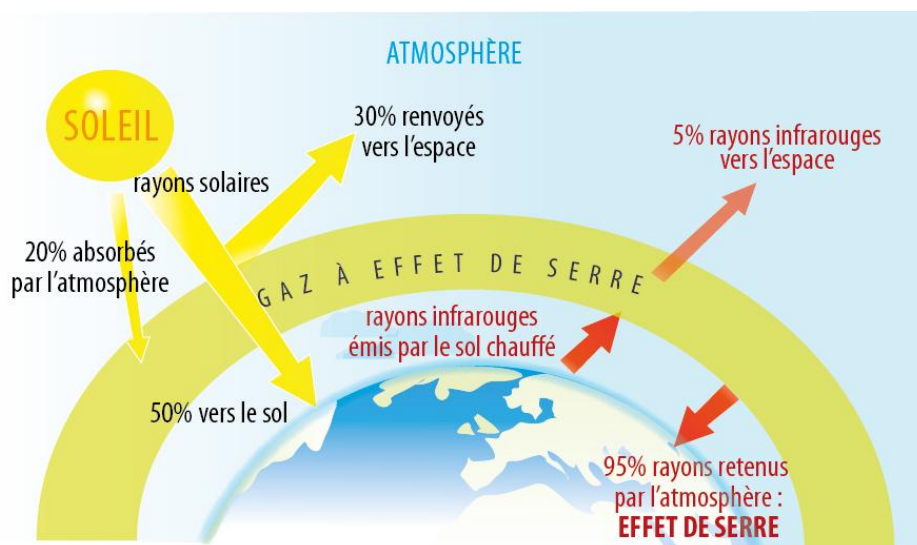 ATMOSPHÈRE
SOLEIL
rayons solaires
30% renvoyés
vers l'espace
5% rayons infrarouges
vers l'espace
20% absorbés
par l'atmosphère
GAZ À EFFET DE SERRE
rayons infrarouges
émis par le sol chauffé
50% vers le sol
95% rayons retenus
par l'atmosphère :
EFFET DE SERRE